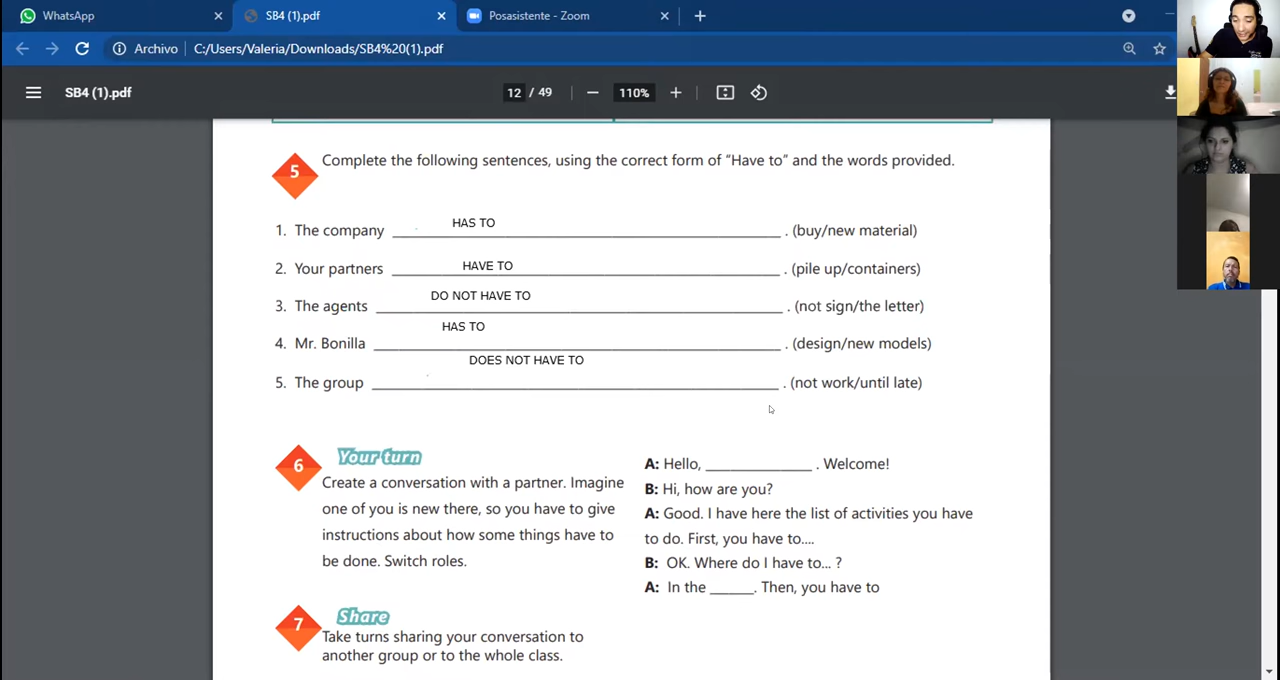 WhatsApp
SB4 (1).pdf
Posasistente - Zoom
Archivo C:/Users/Valeria/Downloads/SB4%20(1).pdf
SB4 (1).pdf
12 / 49
110%
5 Complete the following sentences, using the correct form of “Have to” and the words provided.
HAS TO
1. The company ______. (buy/new material)
HAVE TO
2. Your partners ______. (pile up/containers)
DO NOT HAVE TO
3. The agents ______. (not sign/the letter)
HAS TO
4. Mr. Bonilla ______. (design/new models)
DOES NOT HAVE TO
5. The group ______. (not work/until late)
6 Your turn
Create a conversation with a partner. Imagine
one of you is new there, so you have to give
instructions about how some things have to
be done. Switch roles.
A: Hello, ______. Welcome!
B: Hi, how are you?
A: Good. I have here the list of activities you have
to do. First, you have to....
B: OK. Where do I have to... ?
A: In the ______. Then, you have to
7 Share
Take turns sharing your conversation to
another group or to the whole class.